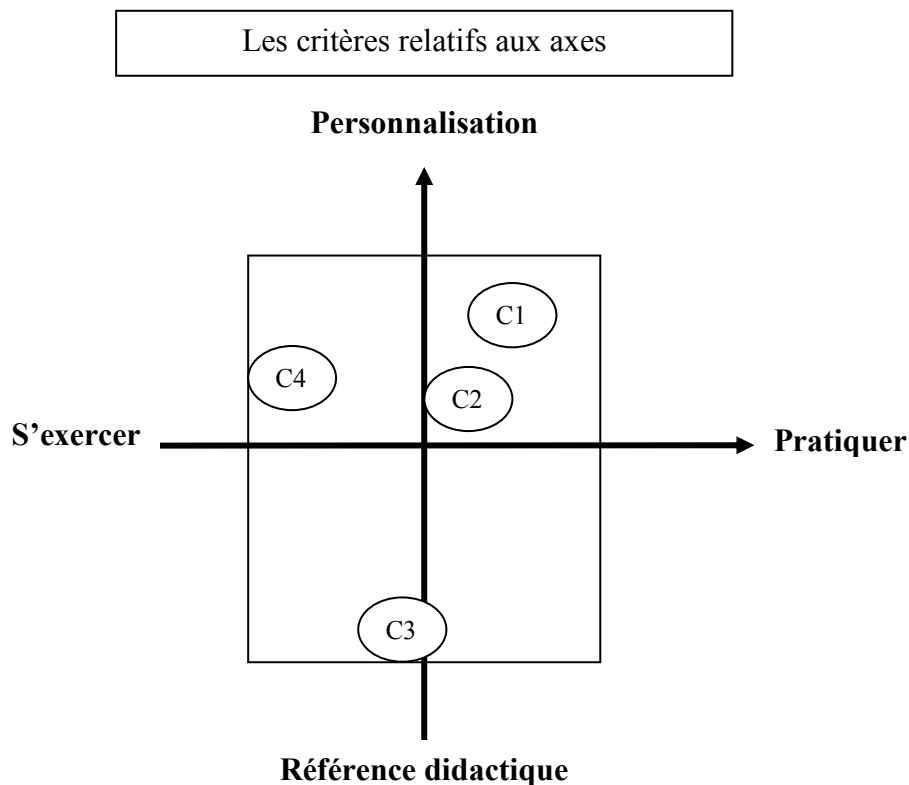 Les critères relatifs aux axes
Personnalisation
C1
C4
C2
S’exercer
Pratiquer
C3
Référence didactique